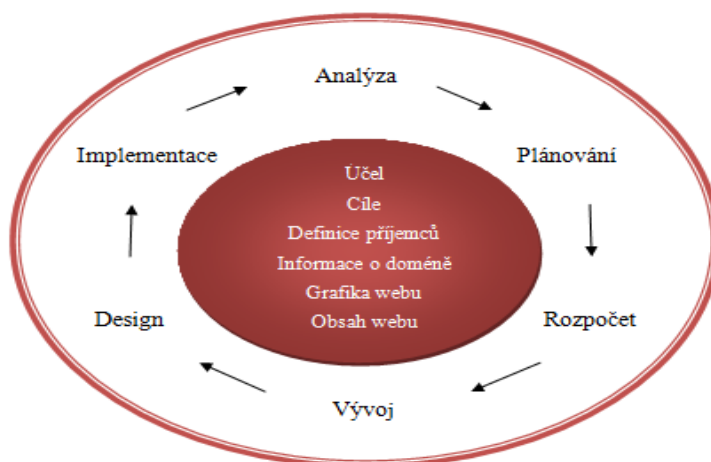 Analýza
Implementace
Plánování
Účel
Cíle
Definice příjemců
Informace o doméně
Grafika webu
Obsah webu
Design
Rozpočet
Vývoj